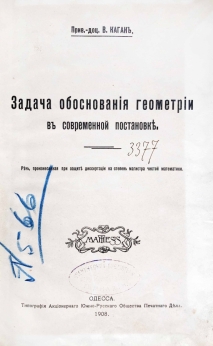 Прив.-доц. В. КАГАНЪ.
Задача обоснованія геометріи
въ современной постановкѣ.
3377
Рѣчь, произнесенная при защитѣ диссертаціи на степень магистра чистой математики.
MATHESIS
ОДЕССА.
Типографія Акціонернаго Южно-Русскаго Общества Печатнаго Дѣла.
1908.